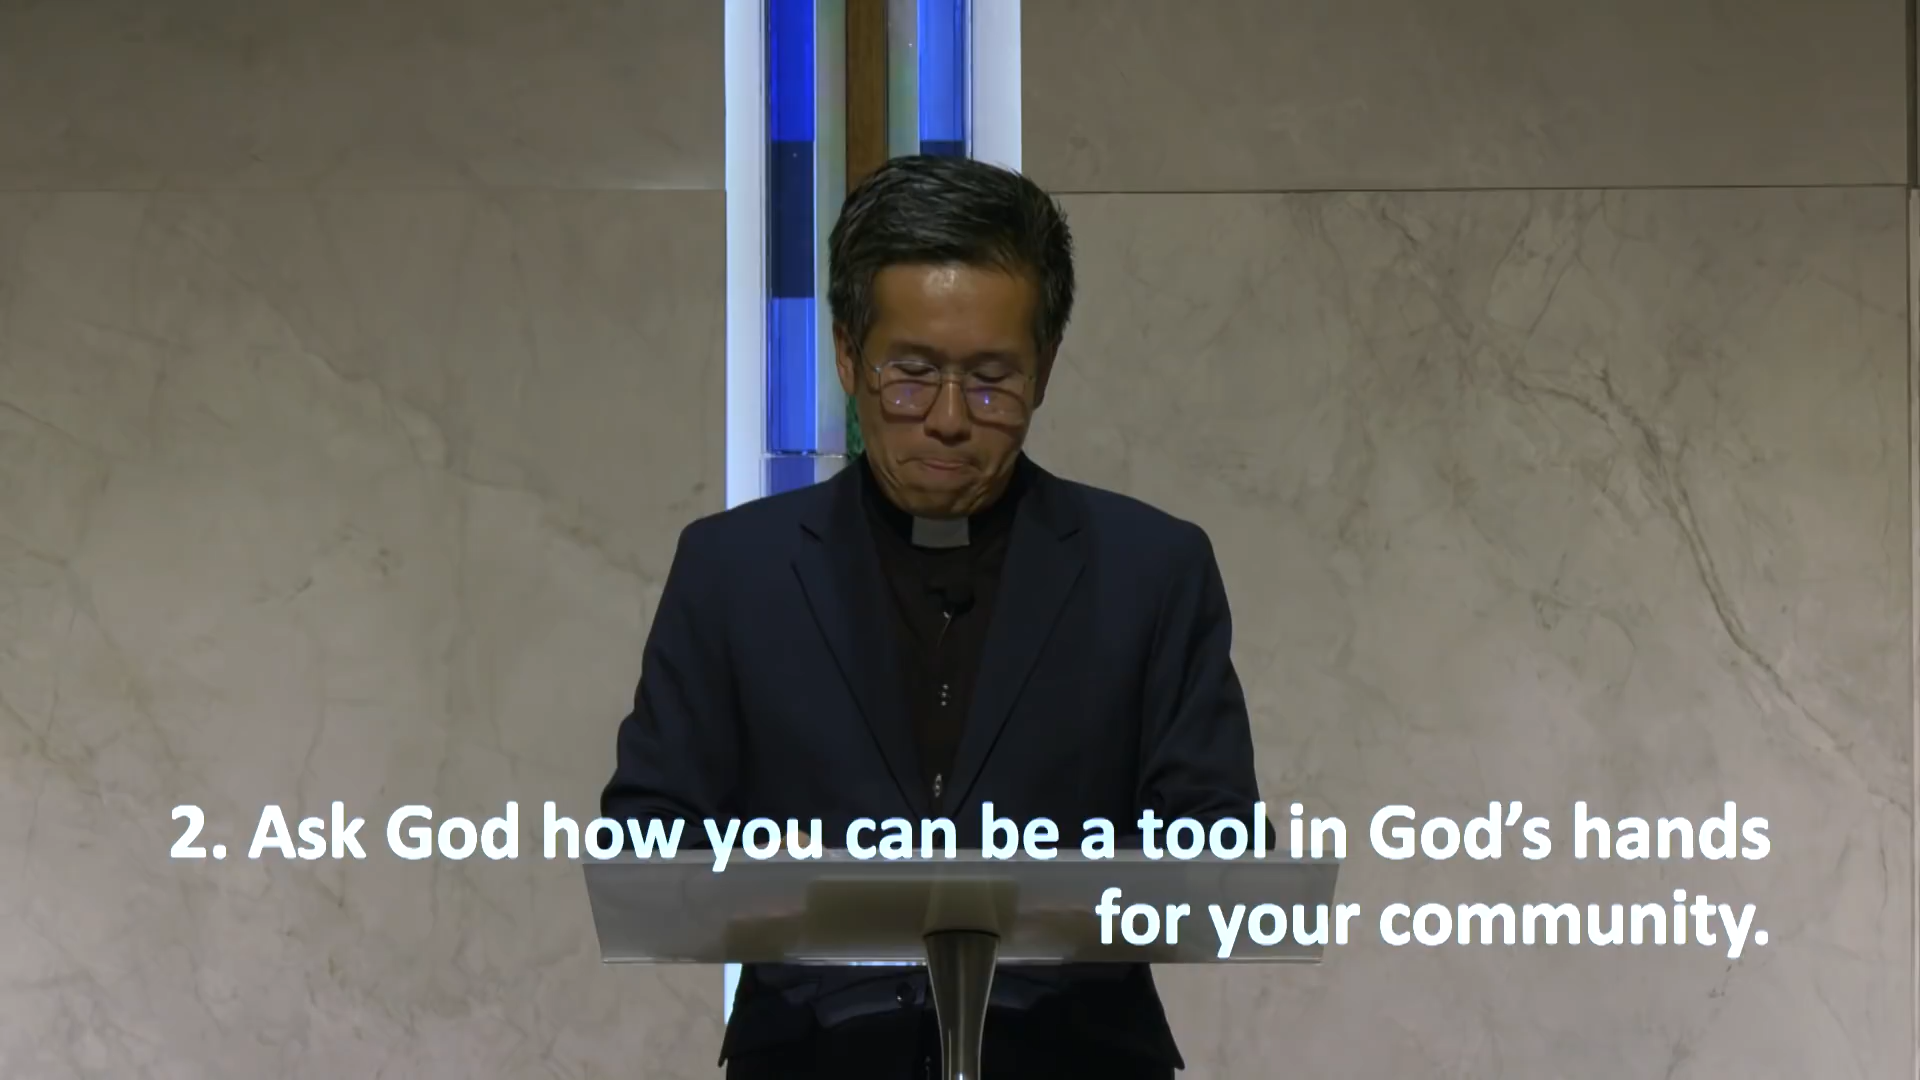 2. Ask God how you can be a tool in God’s hands
for your community.